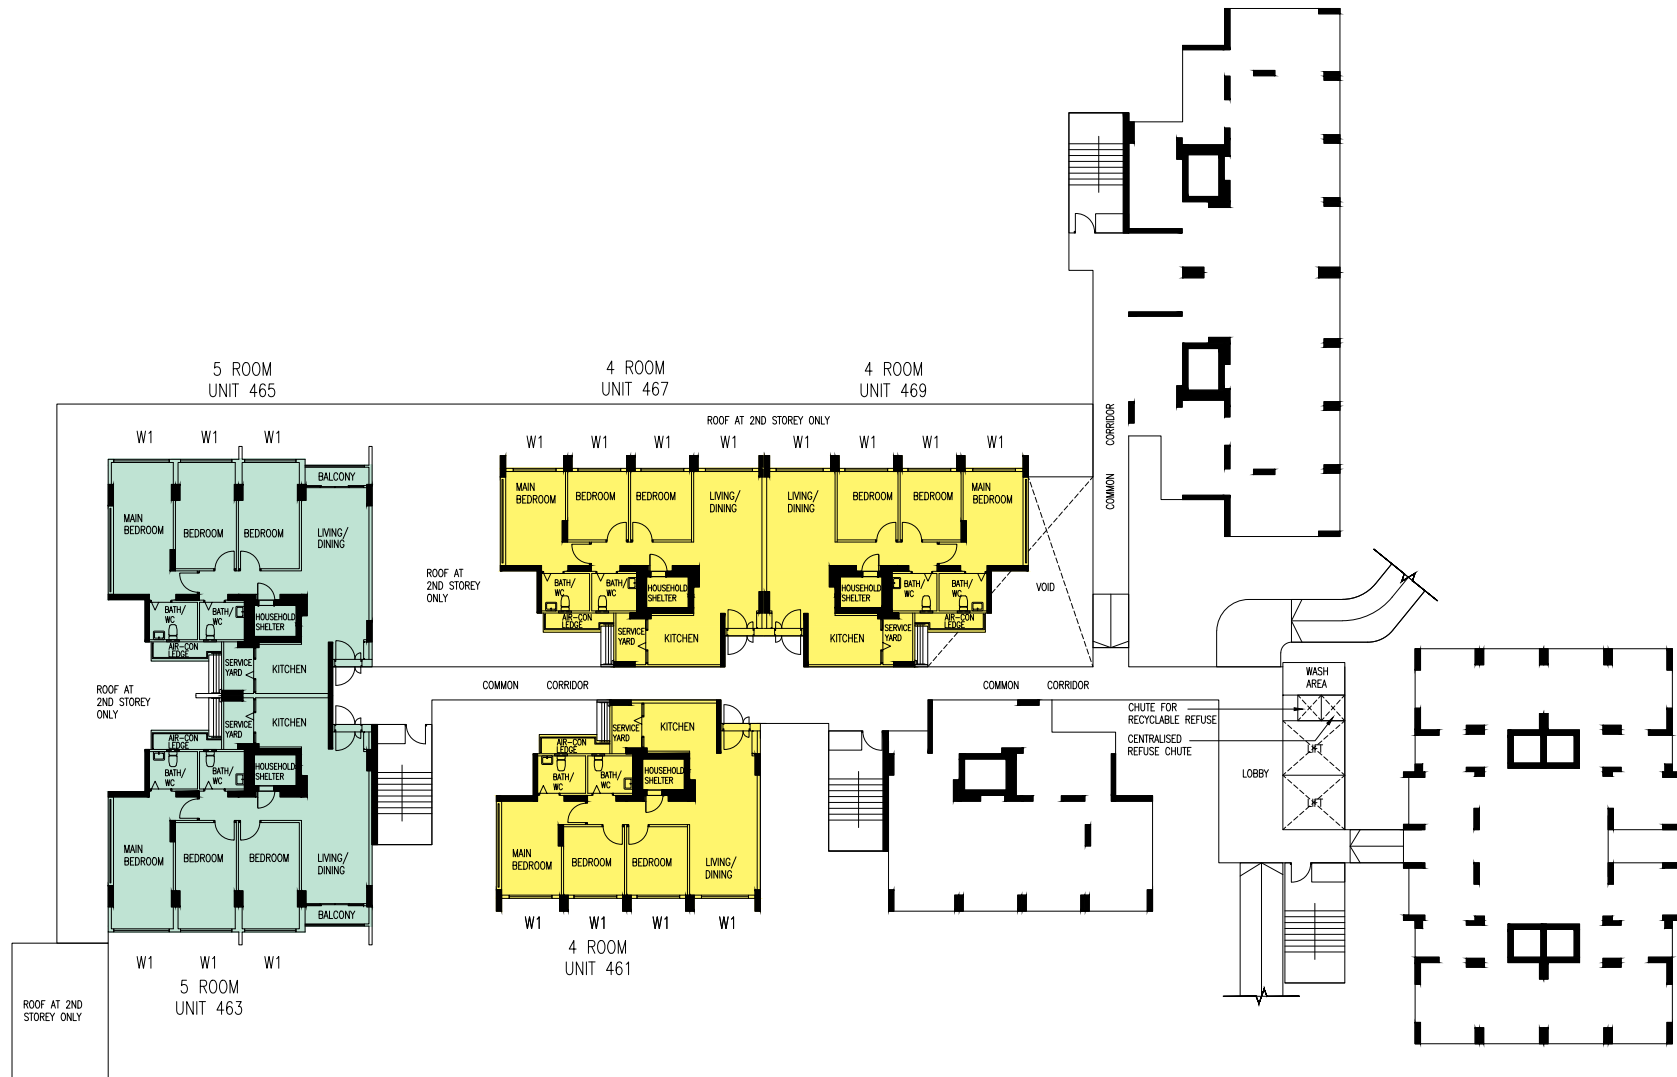 5 ROOM
UNIT 465
4 ROOM
UNIT 467
4 ROOM
UNIT 469
ROOF AT 2ND STOREY ONLY
W1
W1
W1
W1
W1
W1
W1
W1
W1
W1
W1
BALCONY
MAIN
BEDROOM
BEDROOM
BEDROOM
LIVING/
DINING
BATH/
WC
BATH/
WC
HOUSEHOLD
SHELTER
AIR-CON
LEDGE
SERVICE
YARD
KITCHEN
ROOF AT
2ND STOREY
ONLY
MAIN
BEDROOM
BEDROOM
BEDROOM
LIVING/
DINING
BATH/
WC
BATH/
WC
HOUSEHOLD
SHELTER
AIR-CON
LEDGE
SERVICE
YARD
KITCHEN
LIVING/
DINING
BEDROOM
BEDROOM
MAIN
BEDROOM
HOUSEHOLD
SHELTER
BATH/
WC
BATH/
WC
AIR-CON
LEDGE
KITCHEN
SERVICE
YARD
VOID
COMMON CORRIDOR
ROOF AT
2ND STOREY
ONLY
COMMON CORRIDOR
COMMON CORRIDOR
WASH
AREA
CHUTE FOR
RECYCLABLE REFUSE
CENTRALISED
REFUSE CHUTE
LIFT
LOBBY
LIFT
SERVICE
YARD
KITCHEN
AIR-CON
LEDGE
BATH/
WC
BATH/
WC
HOUSEHOLD
SHELTER
MAIN
BEDROOM
BEDROOM
BEDROOM
LIVING/
DINING
BALCONY
W1
W1
W1
5 ROOM
UNIT 463
SERVICE
YARD
KITCHEN
AIR-CON
LEDGE
BATH/
WC
BATH/
WC
HOUSEHOLD
SHELTER
MAIN
BEDROOM
BEDROOM
BEDROOM
LIVING/
DINING
W1
W1
W1
W1
4 ROOM
UNIT 461
ROOF AT 2ND
STOREY ONLY